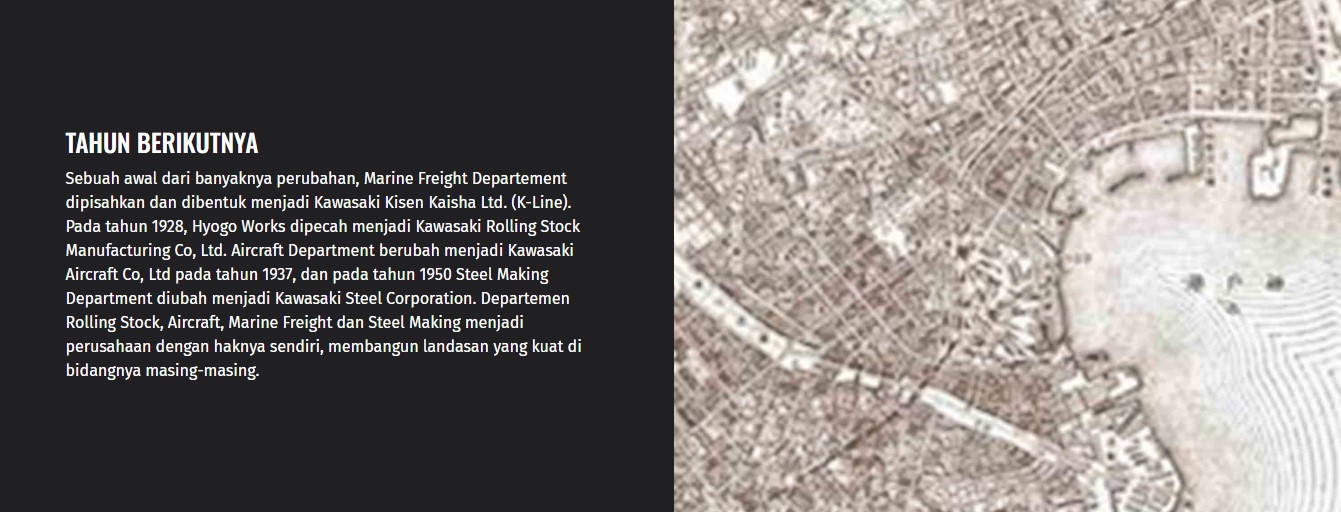 TAHUN BERIKUTNYA
Sebuah awal dari banyaknya perubahan, Marine Freight Departement
dipisahkan dan dibentuk menjadi Kawasaki Kisen Kaisha Ltd. (K-Line).
Pada tahun 1928, Hyogo Works dipecah menjadi Kawasaki Rolling Stock
Manufacturing Co, Ltd. Aircraft Department berubah menjadi Kawasaki
Aircraft Co, Ltd pada tahun 1937, dan pada tahun 1950 Steel Making
Department diubah menjadi Kawasaki Steel Corporation. Departemen
Rolling Stock, Aircraft, Marine Freight dan Steel Making menjadi
perusahaan dengan haknya sendiri, membangun landasan yang kuat di
bidangnya masing-masing.